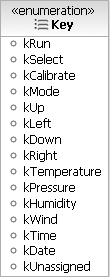 «enumeration»
Key
kRun
kSelect
kCalibrate
kMode
kUp
kLeft
kDown
kRight
kTemperature
kPressure
kHumidity
kWind
kTime
kDate
kUnassigned